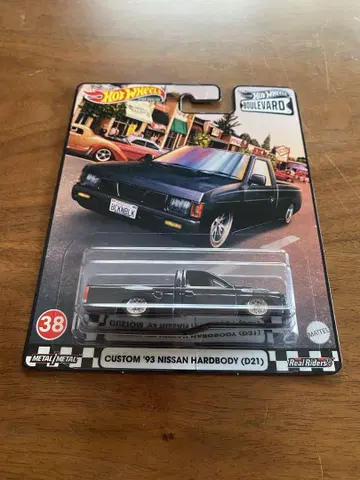 HOT WHEELS
HOT WHEELS
BOULEVARD
BCKNBLK
38
MATTEL
METAL/METAL
CUSTOM '93 NISSAN HARDBODY (D21)
Real Riders